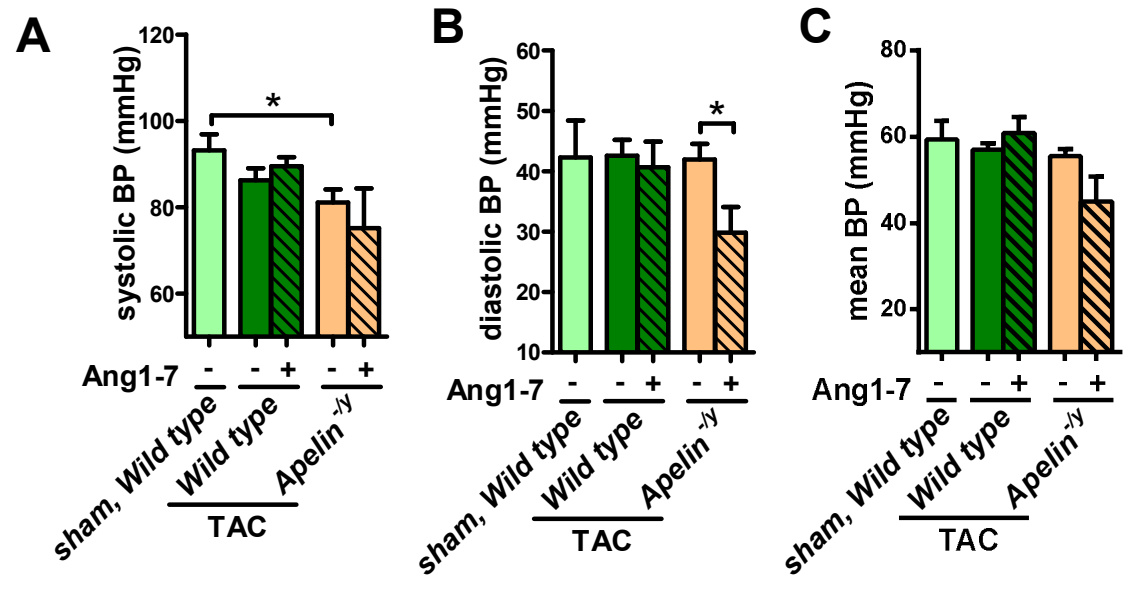 A
systolic BP (mmHg)
120
100
80
60
*
Ang1-7
- - + - +
sham, Wild type
Wild type
Apelin-/y
TAC
B
diastolic BP (mmHg)
60
50
40
30
20
10
*
Ang1-7
- - + - +
sham, Wild type
Wild type
Apelin-/y
TAC
C
mean BP (mmHg)
80
60
40
20
Ang1-7
- - + - +
sham, Wild type
Wild type
Apelin-/y
TAC